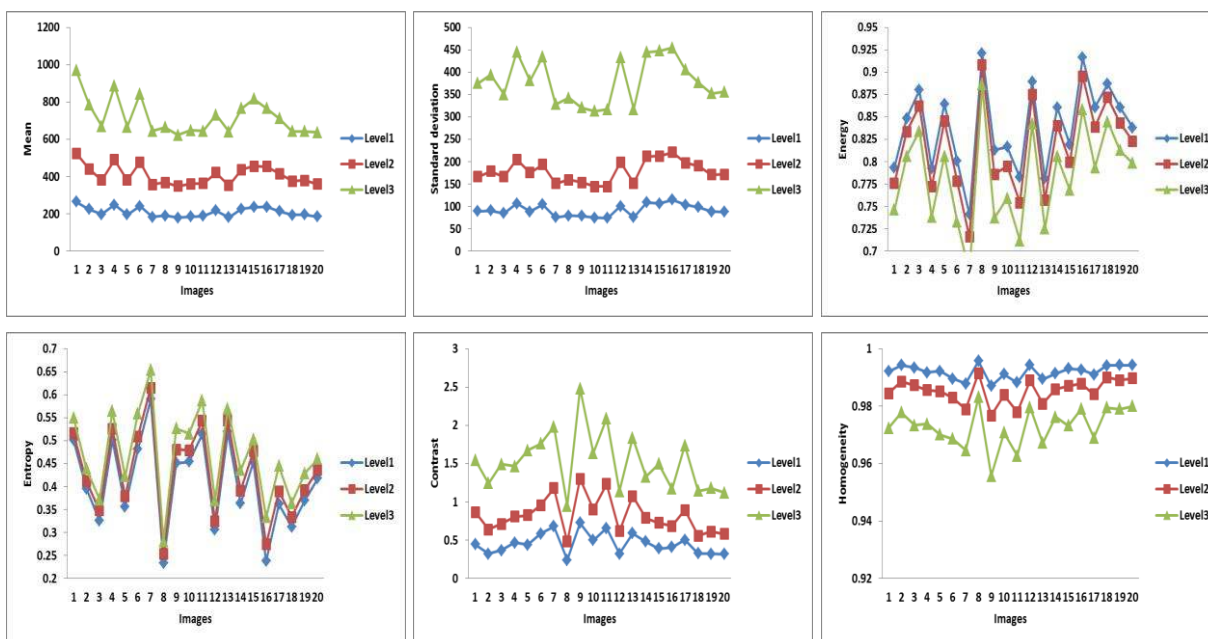 Mean
1200
1000
800
600
400
200
0
1 2 3 4 5 6 7 8 9 10 11 12 13 14 15 16 17 18 19 20
Images
Level1
Level2
Level3
Standard deviation
500
450
400
350
300
250
200
150
100
50
0
1 2 3 4 5 6 7 8 9 10 11 12 13 14 15 16 17 18 19 20
Images
Level1
Level2
Level3
Energy
0.95
0.925
0.9
0.875
0.85
0.825
0.8
0.775
0.75
0.725
0.7
1 2 3 4 5 6 7 8 9 10 11 12 13 14 15 16 17 18 19 20
Images
Level1
Level2
Level3
Entropy
0.7
0.65
0.6
0.55
0.5
0.45
0.4
0.35
0.3
0.25
0.2
1 2 3 4 5 6 7 8 9 10 11 12 13 14 15 16 17 18 19 20
Images
Level1
Level2
Level3
Contrast
3
2.5
2
1.5
1
0.5
0
1 2 3 4 5 6 7 8 9 10 11 12 13 14 15 16 17 18 19 20
Images
Level1
Level2
Level3
Homogeneity
1
0.98
0.96
0.94
0.92
1 2 3 4 5 6 7 8 9 10 11 12 13 14 15 16 17 18 19 20
Images
Level1
Level2
Level3